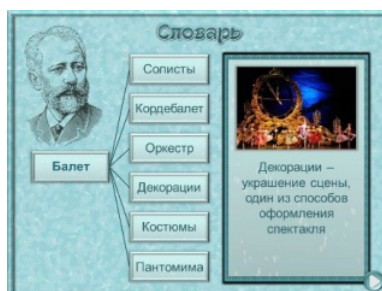 Словарь
Балет
Солисты
Кордебалет
Оркестр
Декорации
Костюмы
Пантомима
Декорации –
украшение сцены,
один из способов
оформления
спектакля